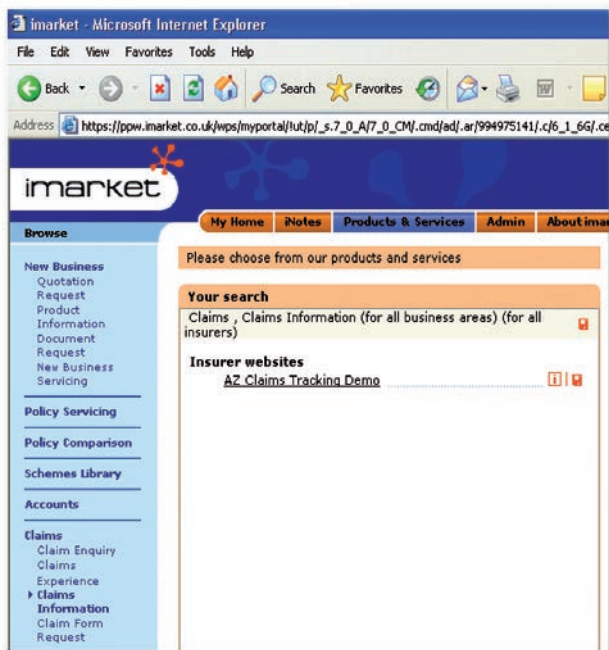 imarket - Microsoft Internet Explorer
File Edit View Favorites Tools Help
Back Search Favorites
Address https://ppw.imarket.co.uk/wps/myportal/!ut/p/_s.7_0_A/7_0_CM/.cmd/ad/.ar/994975141/.c/6_1_6G/.ce
imarket
My Home iNotes Products & Services Admin About imar
Browse
New Business
Quotation
Request
Product
Information
Document
Request
New Business
Servicing
Policy Servicing
Policy Comparison
Schemes Library
Accounts
Claims
Claim Enquiry
Claims
Experience
Claims
Information
Claim Form
Request
Please choose from our products and services
Your search
Claims , Claims Information (for all business areas) (for all
insurers)
Insurer websites
AZ Claims Tracking Demo